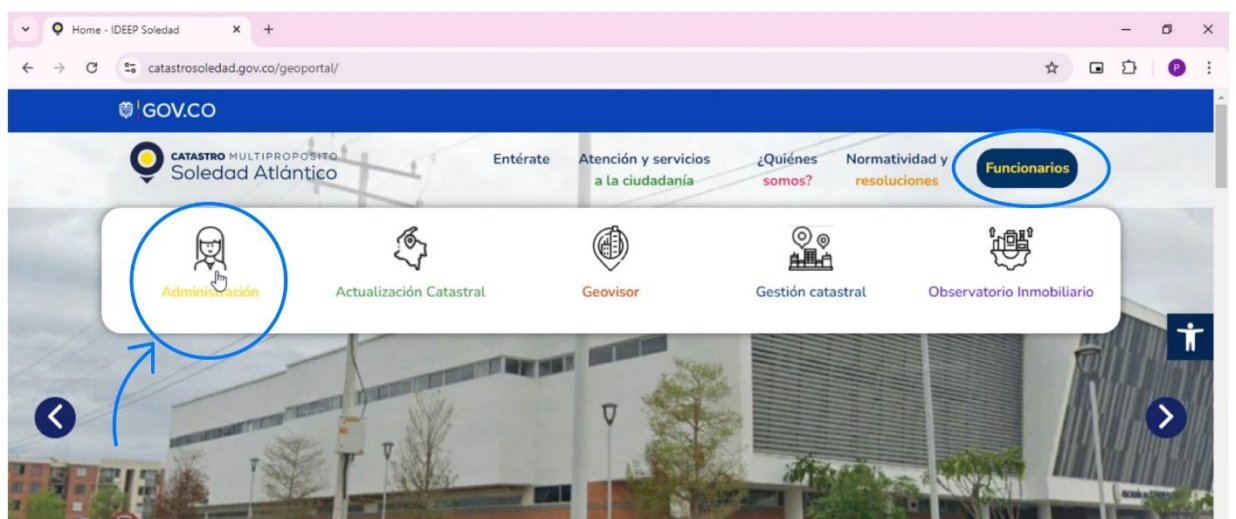 Home - IDEEP Soledad
catastrosoledad.gov.co/geoportal/
P
GOV.CO
CATASTRO MULTIPROPOSITO
Soledad Atlántico
Entérate
Atención y servicios
a la ciudadanía
¿Quiénes
somos?
Normatividad y
resoluciones
Funcionarios
Administración
Actualización Catastral
Geovisor
Gestión catastral
Observatorio Inmobiliario